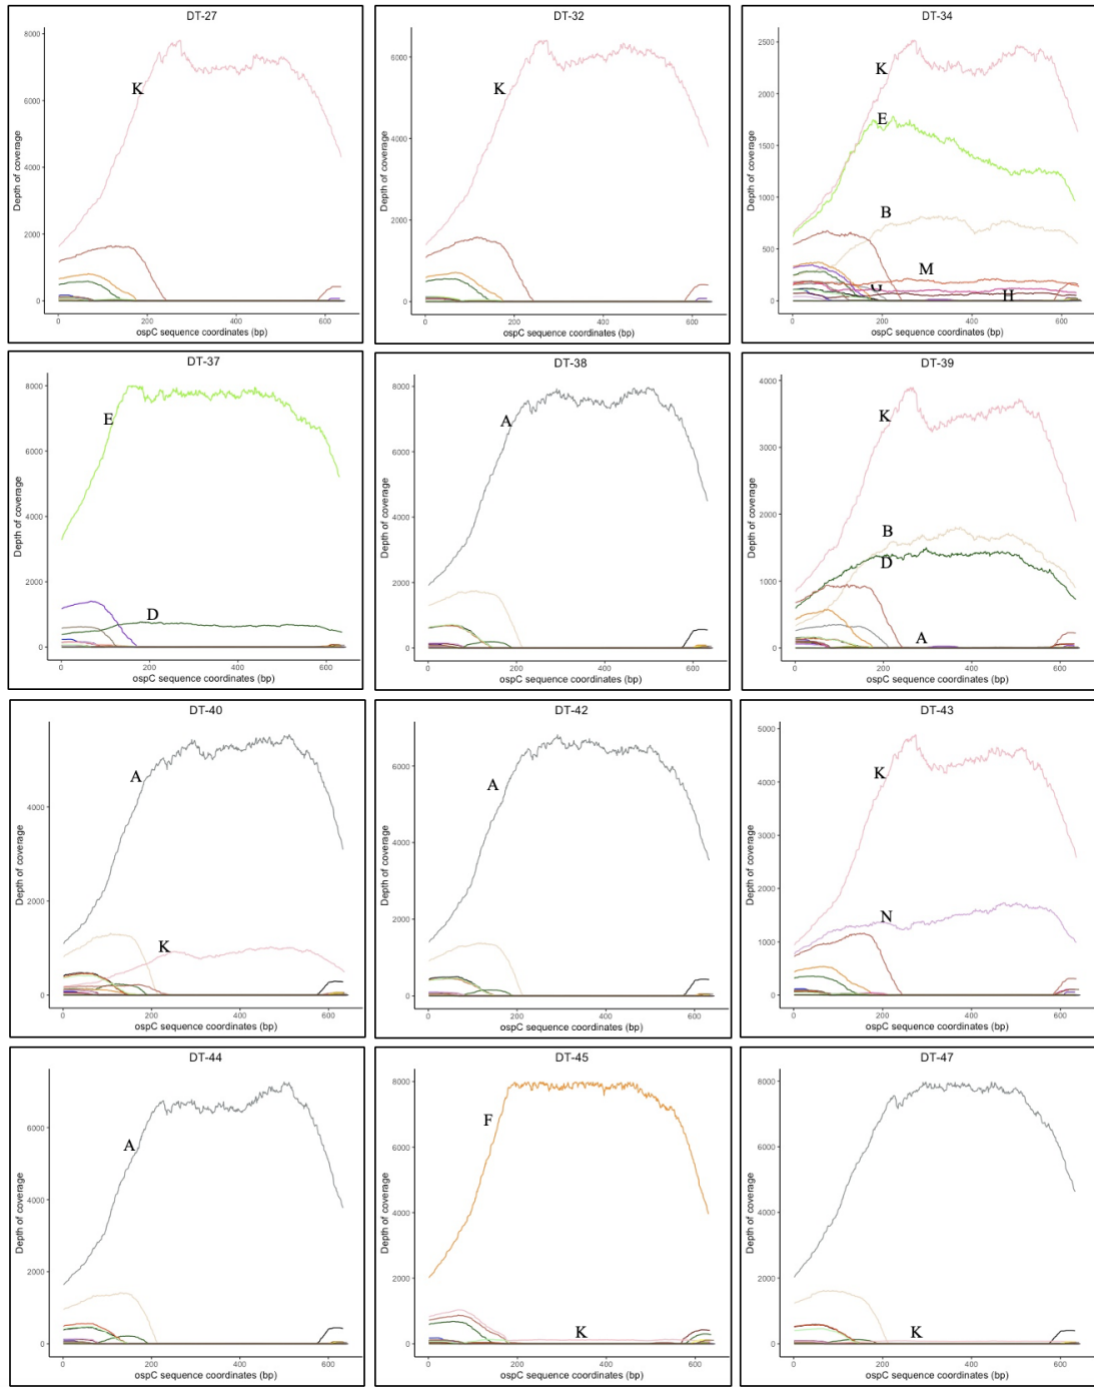 DT-27
8000
6000
4000
2000
0
Depth of coverage
K
0 200 400 600
ospC sequence coordinates (bp)
DT-32
6000
4000
2000
0
Depth of coverage
K
0 200 400 600
ospC sequence coordinates (bp)
DT-34
2500
2000
1500
1000
500
0
Depth of coverage
K
E
B
M
H
0 200 400 600
ospC sequence coordinates (bp)
DT-37
8000
6000
4000
2000
0
Depth of coverage
E
D
0 200 400 600
ospC sequence coordinates (bp)
DT-38
8000
6000
4000
2000
0
Depth of coverage
A
0 200 400 600
ospC sequence coordinates (bp)
DT-39
4000
3000
2000
1000
0
Depth of coverage
K
B
D
A
0 200 400 600
ospC sequence coordinates (bp)
DT-40
4000
2000
0
Depth of coverage
A
K
0 200 400 600
ospC sequence coordinates (bp)
DT-42
6000
4000
2000
0
Depth of coverage
A
0 200 400 600
ospC sequence coordinates (bp)
DT-43
5000
4000
3000
2000
1000
0
Depth of coverage
K
N
0 200 400 600
ospC sequence coordinates (bp)
DT-44
6000
4000
2000
0
Depth of coverage
A
0 200 400 600
ospC sequence coordinates (bp)
DT-45
8000
6000
4000
2000
0
Depth of coverage
F
K
0 200 400 600
ospC sequence coordinates (bp)
DT-47
8000
6000
4000
2000
0
Depth of coverage
K
0 200 400 600
ospC sequence coordinates (bp)